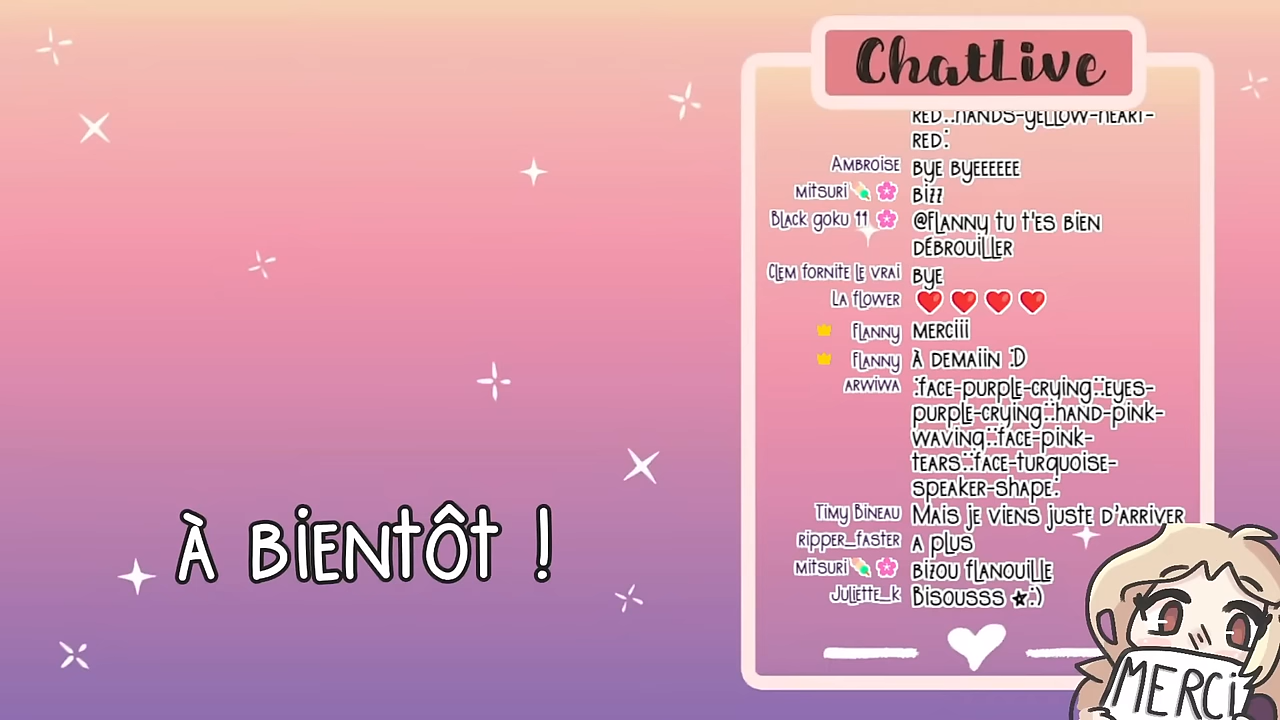 ChatLive
RED::HANDS-YELLOW-HEART-
RED:
Ambroise BYE BYEEEEEE
mitsuri Bizz
Black goku 11 @Flanny tu t'es bien
débrouiller
Clem fornite le vrai Bye
La flower
Flanny MERCIII
Flanny À DEMAIIN :D
arwiwa :face-purple-crying::eyes-
purple-crying::hand-pink-
waving::face-pink-
tears::face-turquoise-
speaker-shape:
Timy Bineau Mais je viens juste d'arriver
ripper_faster a plus
mitsuri bizou flanouille
Juliette_k Bisousss ★:)
À BIENTÔT !
MERCI